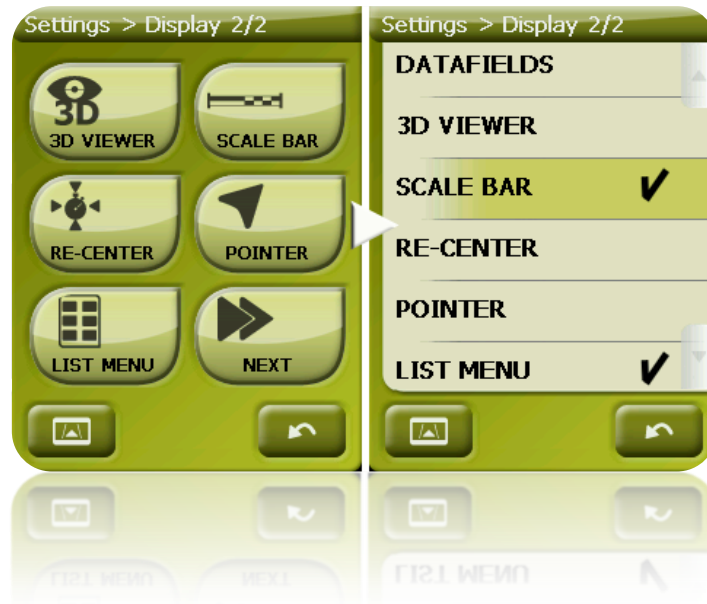 Settings > Display 2/2
3D
3D VIEWER
SCALE BAR
RE-CENTER
POINTER
LIST MENU
NEXT
Settings > Display 2/2
DATAFIELDS
3D VIEWER
SCALE BAR
RE-CENTER
POINTER
LIST MENU